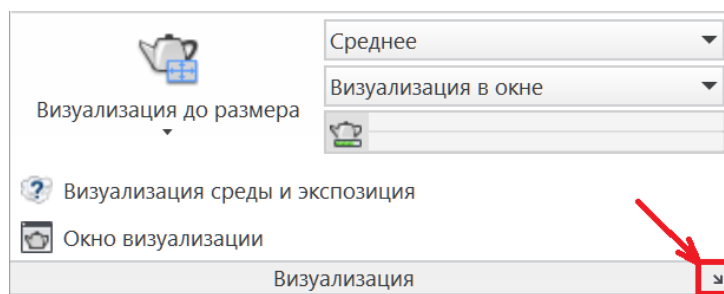 Среднее
Визуализация в окне
Визуализация до размера
Визуализация среды и экспозиция
Окно визуализации
Визуализация